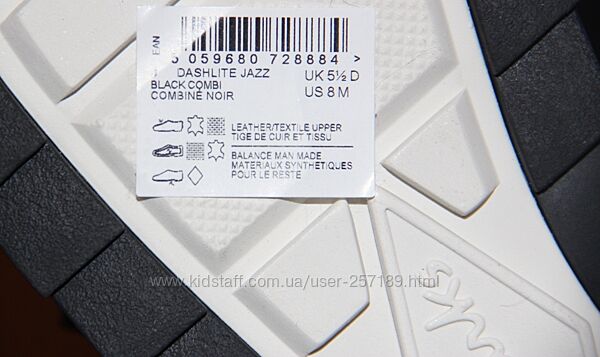 EAN
5 059680 728884 >
DASHLITE JAZZ
UK 5½ D
BLACK COMBI
US 8 M
COMBINÉ NOIR
LEATHER/TEXTILE UPPER
TIGE DE CUIR ET TISSU
BALANCE MAN MADE
MATERIAUX SYNTHÉTIQUES
POUR LE RESTE
www.kidstaff.com.ua/user-257189.html